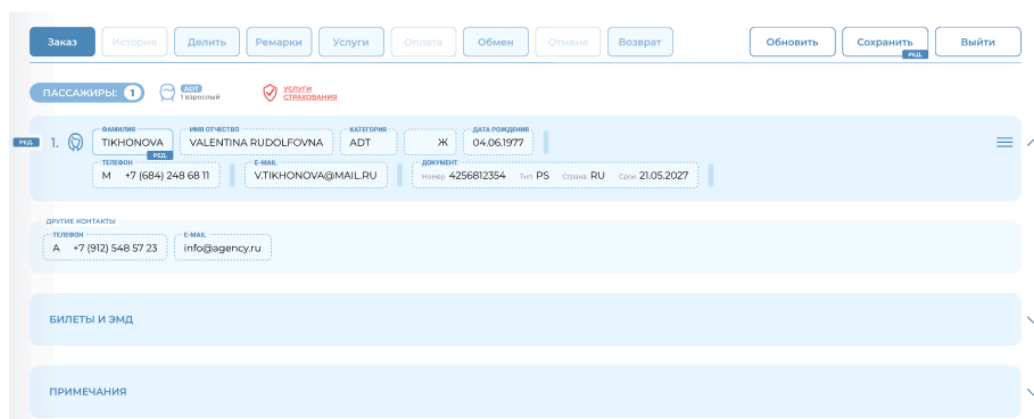 Заказ История Делить Ремарки Услуги Оплата Обмен Отмена Возврат Обновить Сохранить Выйти
РЕД.
ПАССАЖИРЫ: 1 ADT 1 взрослый УСЛУГИ СТРАХОВАНИЯ
ФАМИЛИЯ ИМЯ ОТЧЕСТВО КАТЕГОРИЯ ДАТА РОЖДЕНИЯ
РЕД. 1. TIKHONOVA VALENTINA RUDOLFOVNA ADT Ж 04.06.1977
РЕД.
ТЕЛЕФОН E-MAIL ДОКУМЕНТ
М +7 (684) 248 68 11 V.TIKHONOVA@MAIL.RU Номер 4256812354 Тип PS Страна RU Срок 21.05.2027
ДРУГИЕ КОНТАКТЫ
ТЕЛЕФОН E-MAIL
А +7 (912) 548 57 23 info@agency.ru
БИЛЕТЫ И ЭМД
ПРИМЕЧАНИЯ